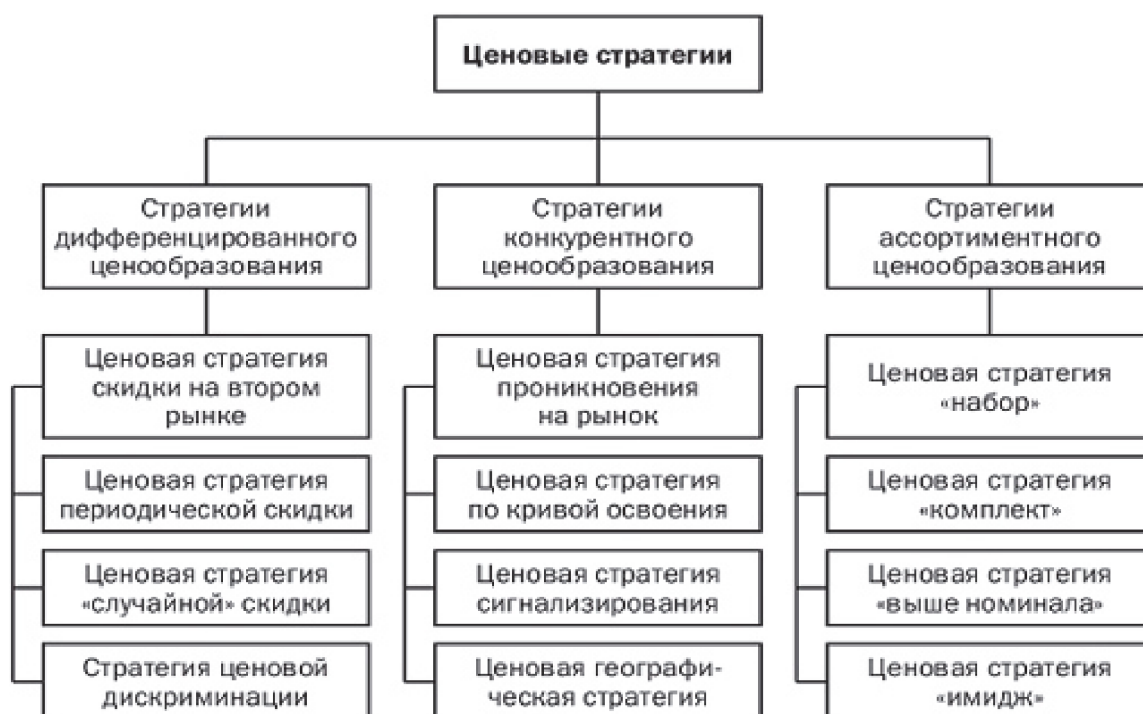 Ценовые стратегии
Стратегии
дифференцированного
ценообразования
Стратегии
конкурентного
ценообразования
Стратегии
ассортиментного
ценообразования
Ценовая стратегия
скидки на втором
рынке
Ценовая стратегия
проникновения
на рынок
Ценовая стратегия
«набор»
Ценовая стратегия
периодической скидки
Ценовая стратегия
по кривой освоения
Ценовая стратегия
«комплект»
Ценовая стратегия
«случайной» скидки
Ценовая стратегия
сигнализирования
Ценовая стратегия
«выше номинала»
Стратегия ценовой
дискриминации
Ценовая географи-
ческая стратегия
Ценовая стратегия
«имидж»